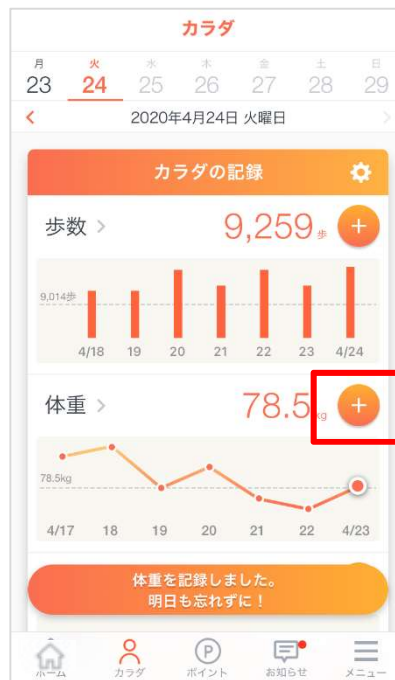 カラダ
月 火 水 木 金 土 日
23 24 25 26 27 28 29
2020年4月24日 火曜日
カラダの記録
歩数 9,259 歩 +
9,014歩
4/18 19 20 21 22 23 4/24
体重 78.5 kg +
78.5kg
4/17 18 19 20 21 22 4/23
体重を記録しました。
明日も忘れずに！
ホーム カラダ P ポイント お知らせ メニュー